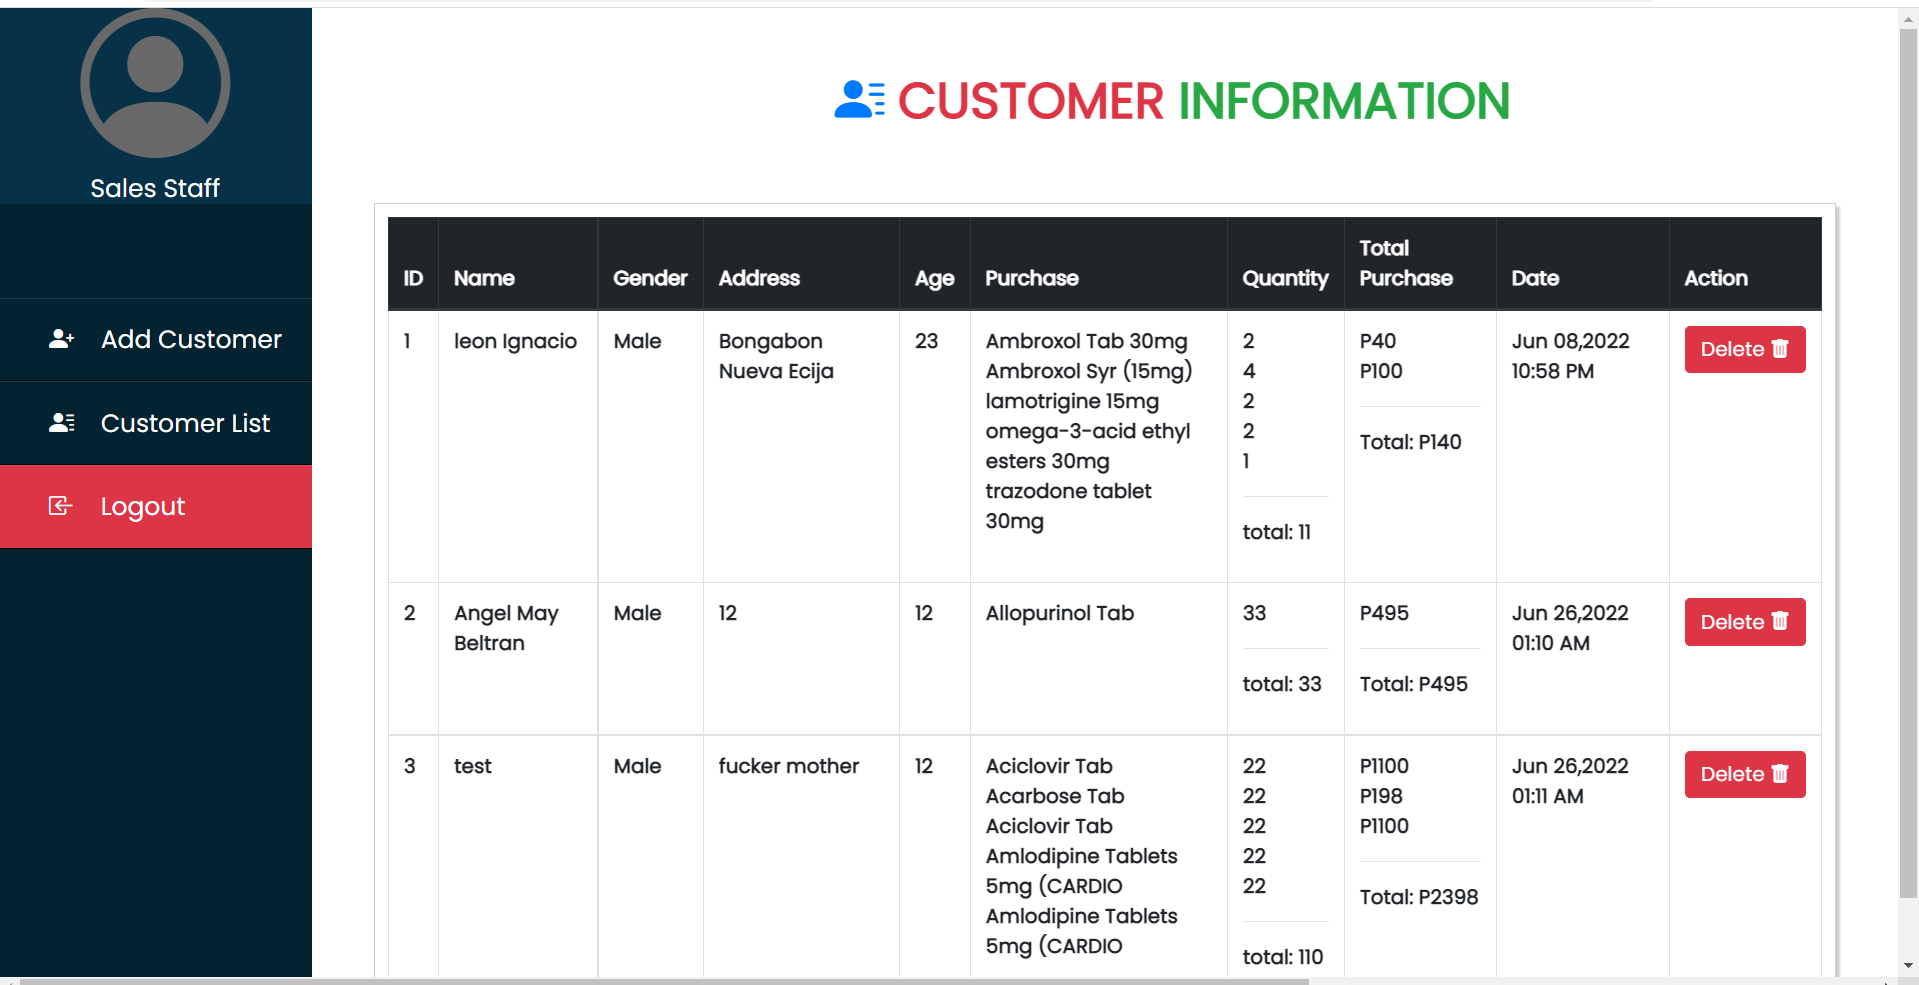 Sales Staff
Add Customer
Customer List
Logout
CUSTOMER INFORMATION
ID
Name
Gender
Address
Age
Purchase
Quantity
Total
Purchase
Date
Action
1
leon Ignacio
Male
Bongabon
Nueva Ecija
23
Ambroxol Tab 30mg
Ambroxol Syr (15mg)
lamotrigine 15mg
omega-3-acid ethyl
esters 30mg
trazodone tablet
30mg
2
4
2
2
1
total: 11
P40
P100
Total: P140
Jun 08,2022
10:58 PM
Delete
2
Angel May
Beltran
Male
12
12
Allopurinol Tab
33
total: 33
P495
Total: P495
Jun 26,2022
01:10 AM
Delete
3
test
Male
fucker mother
12
Aciclovir Tab
Acarbose Tab
Aciclovir Tab
Amlodipine Tablets
5mg (CARDIO
Amlodipine Tablets
5mg (CARDIO
22
22
22
22
22
total: 110
P1100
P198
P1100
Total: P2398
Jun 26,2022
01:11 AM
Delete